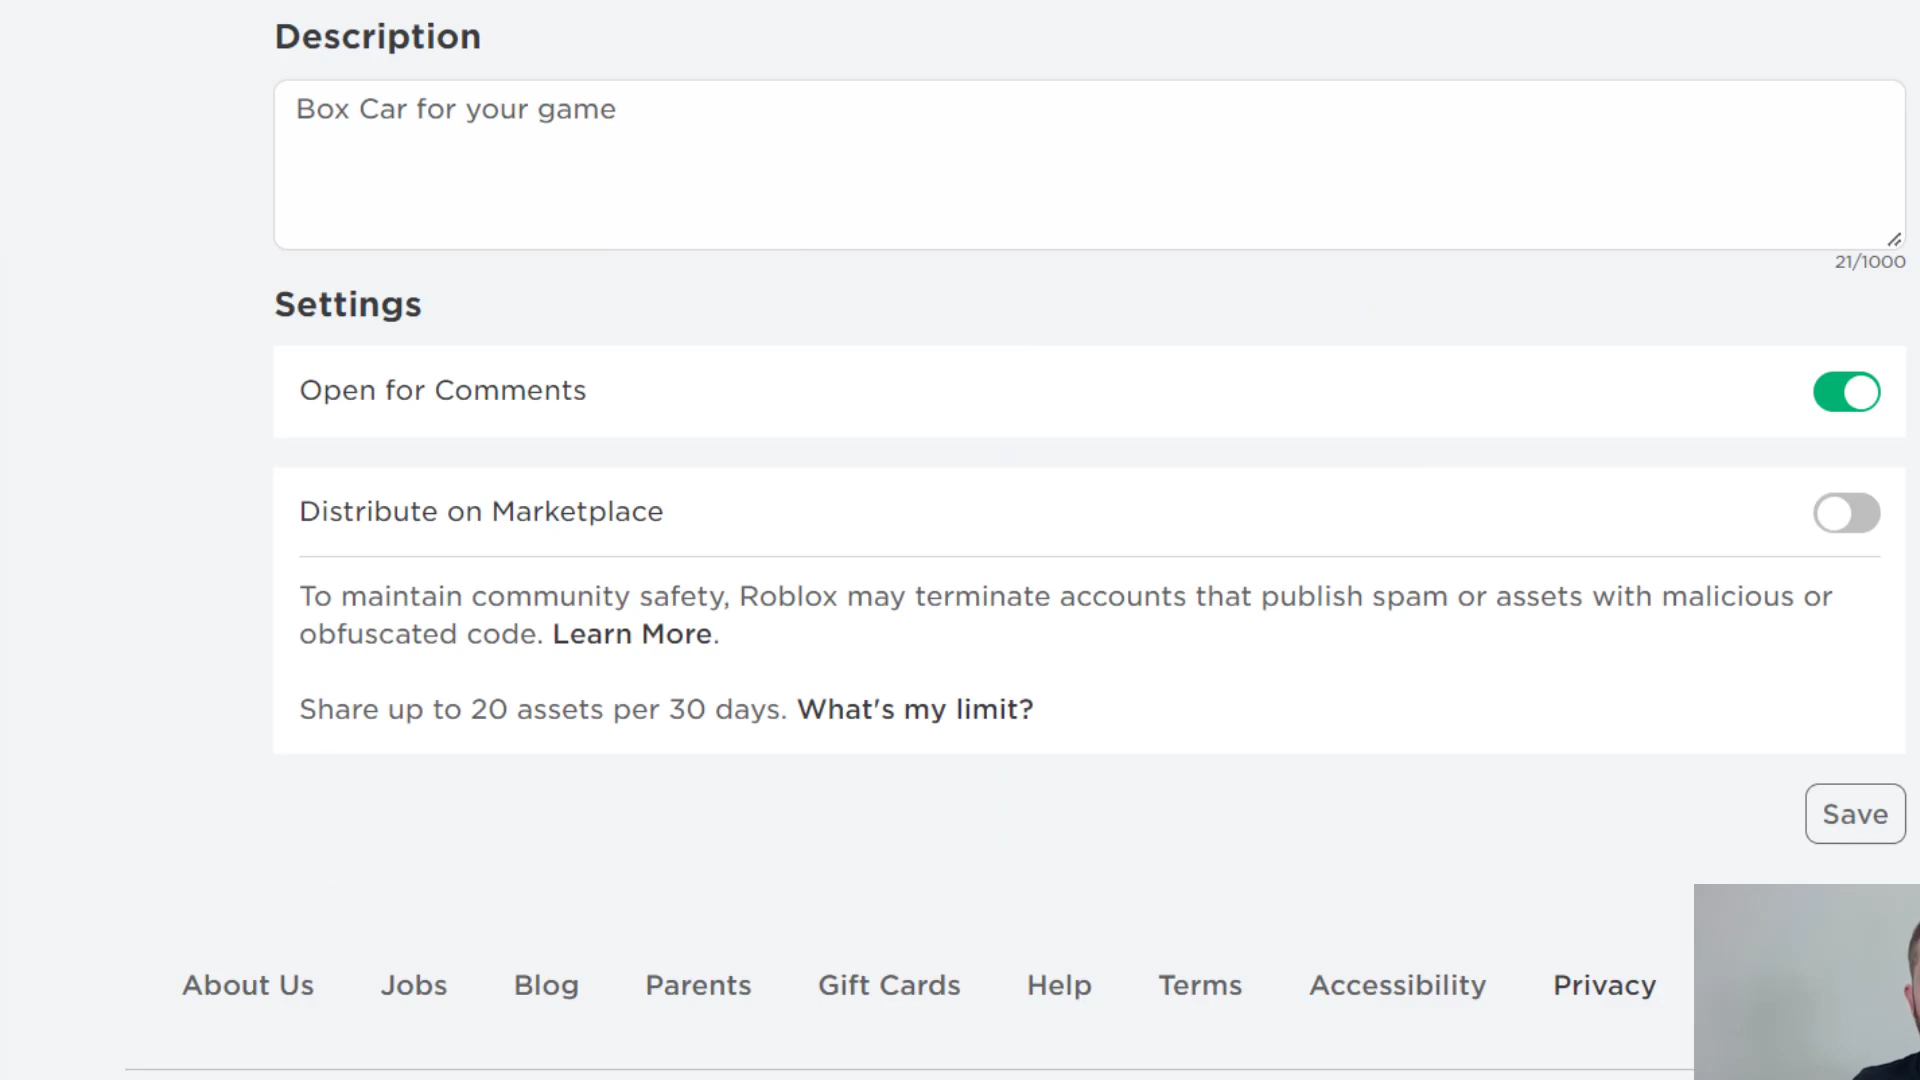 Description
Box Car for your game
21/1000
Settings
Open for Comments
Distribute on Marketplace
To maintain community safety, Roblox may terminate accounts that publish spam or assets with malicious or
obfuscated code. Learn More.
Share up to 20 assets per 30 days. What's my limit?
Save
About Us Jobs Blog Parents Gift Cards Help Terms Accessibility Privacy